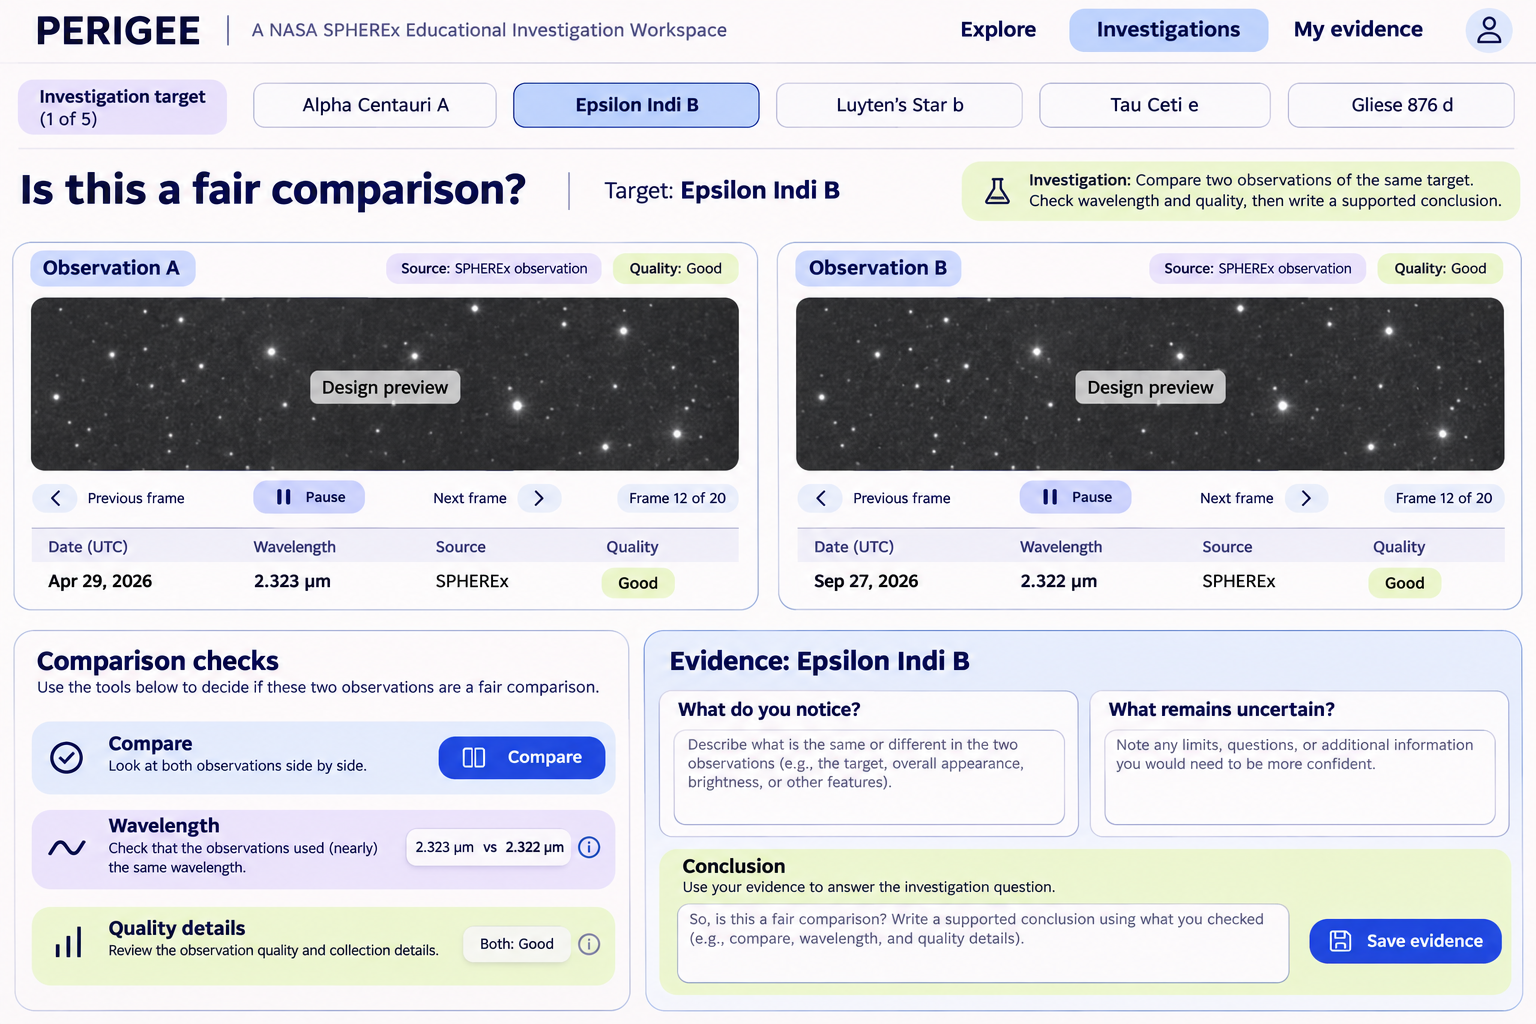 PERIGEE
A NASA SPHEREx Educational Investigation Workspace
Explore
Investigations
My evidence
Investigation target
(1 of 5)
Alpha Centauri A
Epsilon Indi B
Luyten's Star b
Tau Ceti e
Gliese 876 d
Is this a fair comparison?
Target: Epsilon Indi B
Investigation: Compare two observations of the same target.
Check wavelength and quality, then write a supported conclusion.
Observation A
Source: SPHEREx observation
Quality: Good
Design preview
Previous frame
Pause
Next frame
Frame 12 of 20
Date (UTC)
Wavelength
Source
Quality
Apr 29, 2026
2.323 µm
SPHEREx
Good
Observation B
Source: SPHEREx observation
Quality: Good
Design preview
Previous frame
Pause
Next frame
Frame 12 of 20
Date (UTC)
Wavelength
Source
Quality
Sep 27, 2026
2.322 µm
SPHEREx
Good
Comparison checks
Use the tools below to decide if these two observations are a fair comparison.
Compare
Look at both observations side by side.
Compare
Wavelength
Check that the observations used (nearly)
the same wavelength.
2.323 µm vs 2.322 µm
Quality details
Review the observation quality and collection details.
Both: Good
Evidence: Epsilon Indi B
What do you notice?
Describe what is the same or different in the two
observations (e.g., the target, overall appearance,
brightness, or other features).
What remains uncertain?
Note any limits, questions, or additional information
you would need to be more confident.
Conclusion
Use your evidence to answer the investigation question.
So, is this a fair comparison? Write a supported conclusion using what you checked
(e.g., compare, wavelength, and quality details).
Save evidence